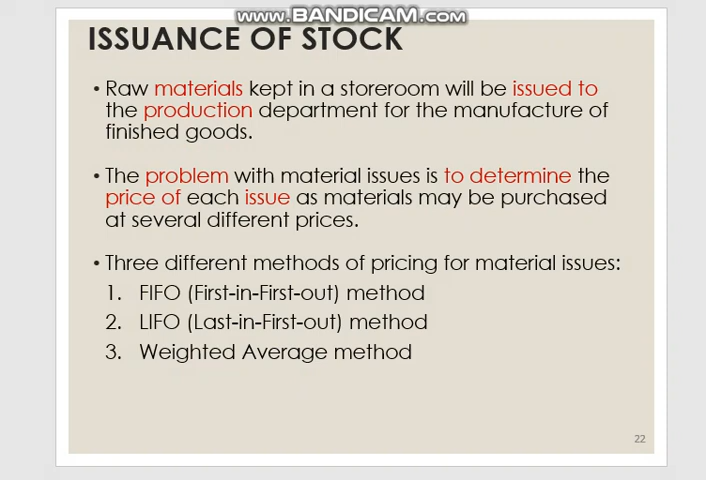 www.BANDICAM.com
ISSUANCE OF STOCK
• Raw materials kept in a storeroom will be issued to
the production department for the manufacture of
finished goods.
• The problem with material issues is to determine the
price of each issue as materials may be purchased
at several different prices.
• Three different methods of pricing for material issues:
1. FIFO (First-in-First-out) method
2. LIFO (Last-in-First-out) method
3. Weighted Average method
22